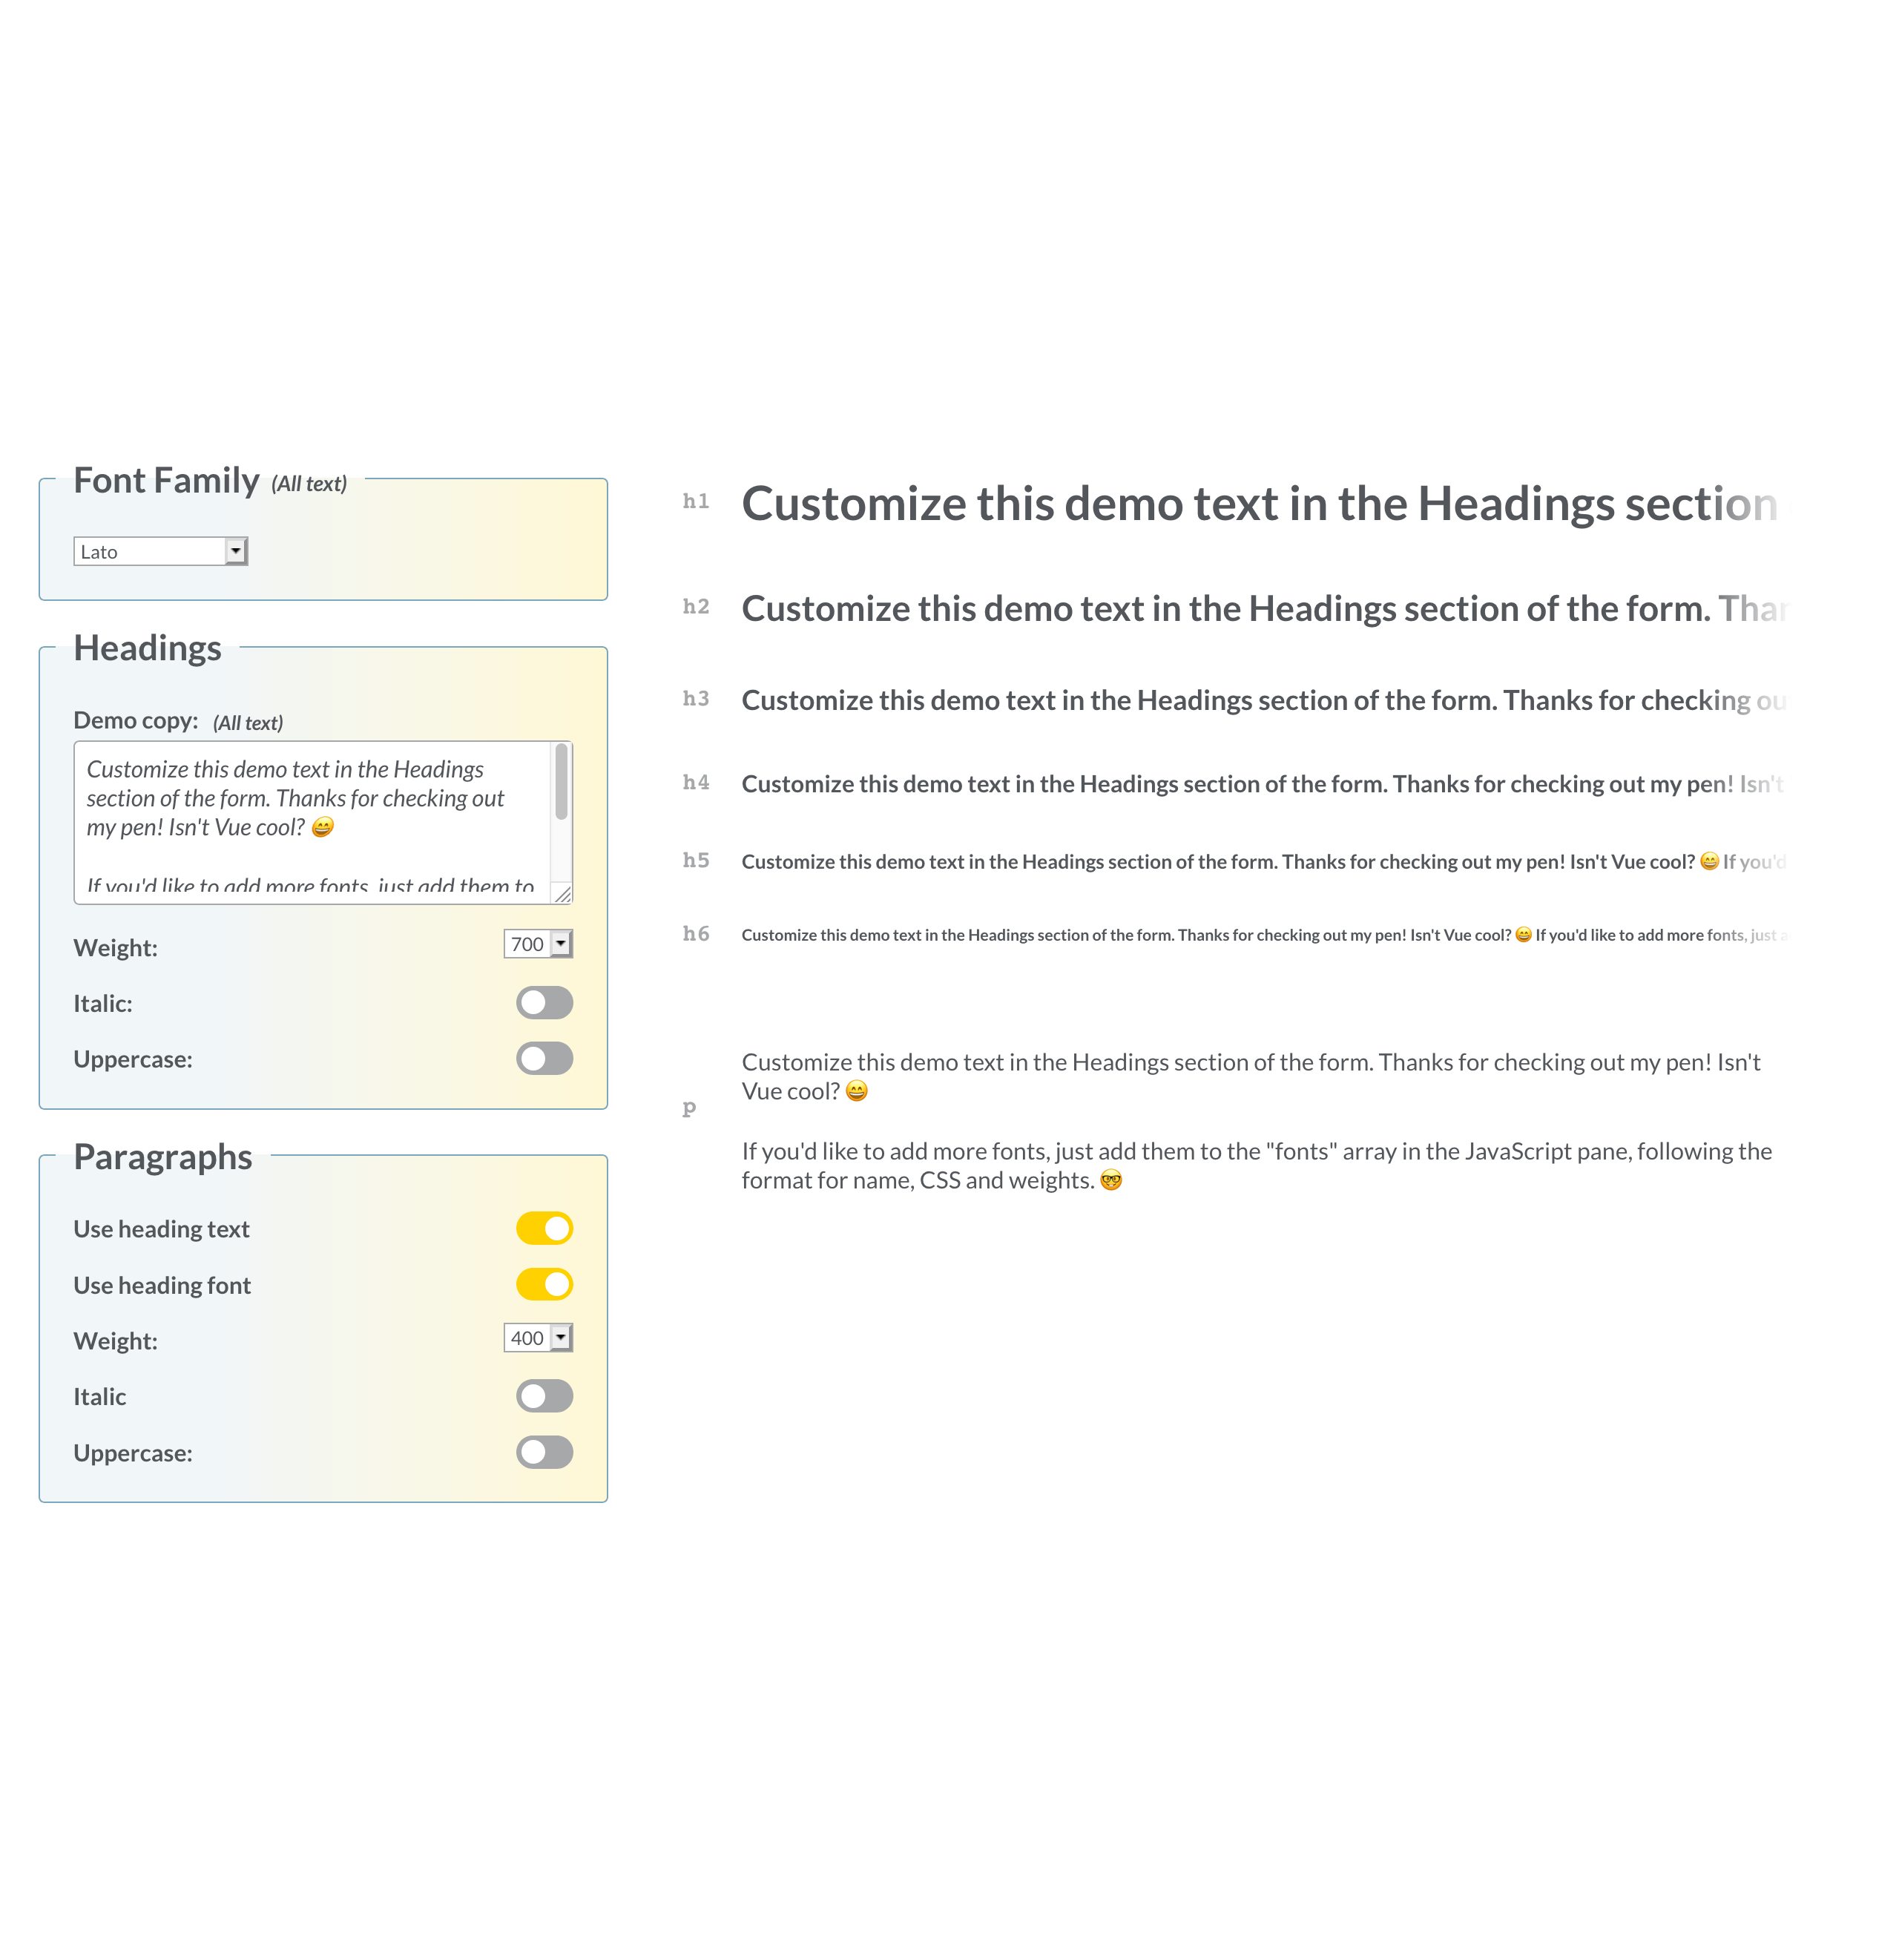 Font Family (All text)
Lato
Headings
Demo copy: (All text)
Customize this demo text in the Headings
section of the form. Thanks for checking out
my pen! Isn't Vue cool? 😄
If you'd like to add more fonts, just add them to
Weight: 700
Italic:
Uppercase:
Paragraphs
Use heading text
Use heading font
Weight: 400
Italic
Uppercase:
h1 Customize this demo text in the Headings section
h2 Customize this demo text in the Headings section of the form. Than
h3 Customize this demo text in the Headings section of the form. Thanks for checking ou
h4 Customize this demo text in the Headings section of the form. Thanks for checking out my pen! Isn't
h5 Customize this demo text in the Headings section of the form. Thanks for checking out my pen! Isn't Vue cool? 😄 If you'd
h6 Customize this demo text in the Headings section of the form. Thanks for checking out my pen! Isn't Vue cool? 😄 If you'd like to add more fonts, just a
p
Customize this demo text in the Headings section of the form. Thanks for checking out my pen! Isn't
Vue cool? 😄
If you'd like to add more fonts, just add them to the "fonts" array in the JavaScript pane, following the
format for name, CSS and weights. 🤓